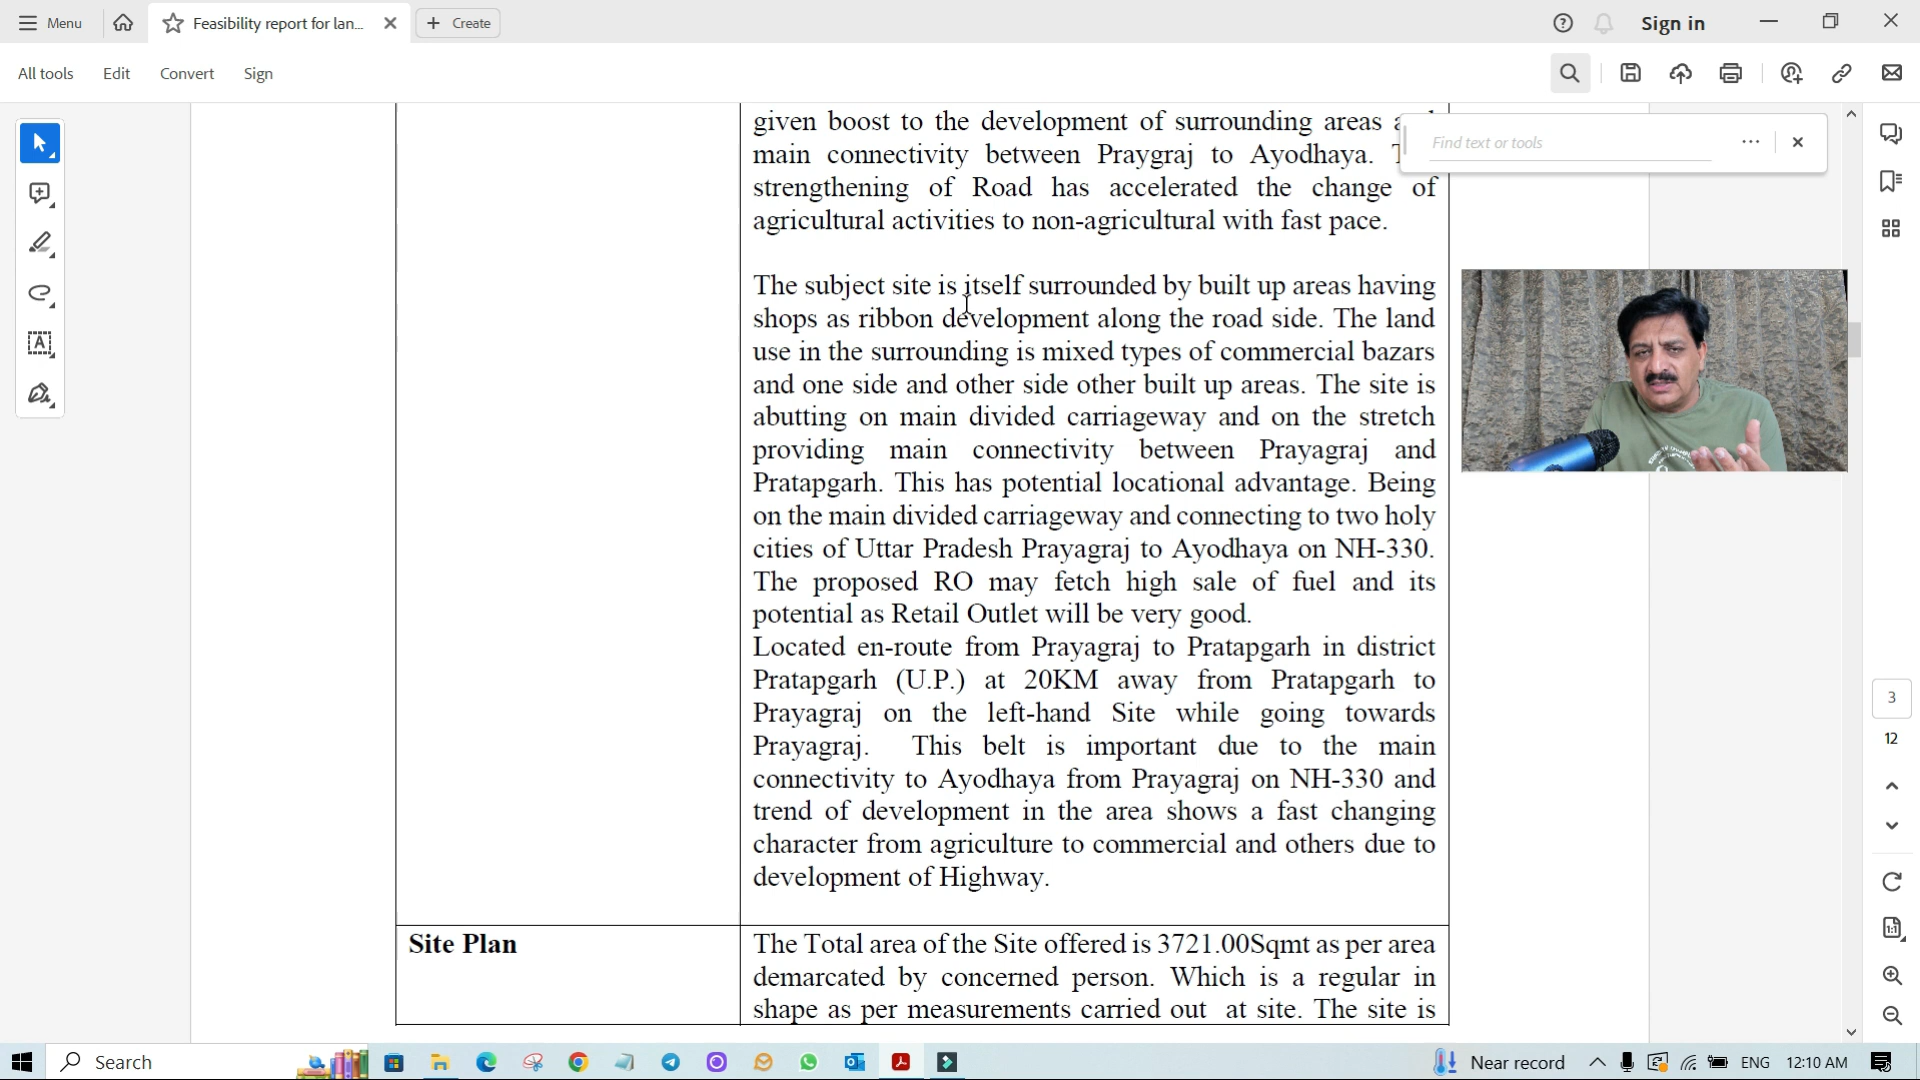 Menu
Feasibility report for lan...
Create
Sign in
All tools
Edit
Convert
Sign
Find text or tools
given boost to the development of surrounding areas a
main connectivity between Praygraj to Ayodhaya.
strengthening of Road has accelerated the change of
agricultural activities to non-agricultural with fast pace.
The subject site is itself surrounded by built up areas having
shops as ribbon development along the road side. The land
use in the surrounding is mixed types of commercial bazars
and one side and other side other built up areas. The site is
abutting on main divided carriageway and on the stretch
providing main connectivity between Prayagraj and
Pratapgarh. This has potential locational advantage. Being
on the main divided carriageway and connecting to two holy
cities of Uttar Pradesh Prayagraj to Ayodhaya on NH-330.
The proposed RO may fetch high sale of fuel and its
potential as Retail Outlet will be very good.
Located en-route from Prayagraj to Pratapgarh in district
Pratapgarh (U.P.) at 20KM away from Pratapgarh to
Prayagraj on the left-hand Site while going towards
Prayagraj. This belt is important due to the main
connectivity to Ayodhaya from Prayagraj on NH-330 and
trend of development in the area shows a fast changing
character from agriculture to commercial and others due to
development of Highway.
Site Plan
The Total area of the Site offered is 3721.00Sqmt as per area
demarcated by concerned person. Which is a regular in
shape as per measurements carried out at site. The site is
3
12
Search
Near record
ENG
12:10 AM